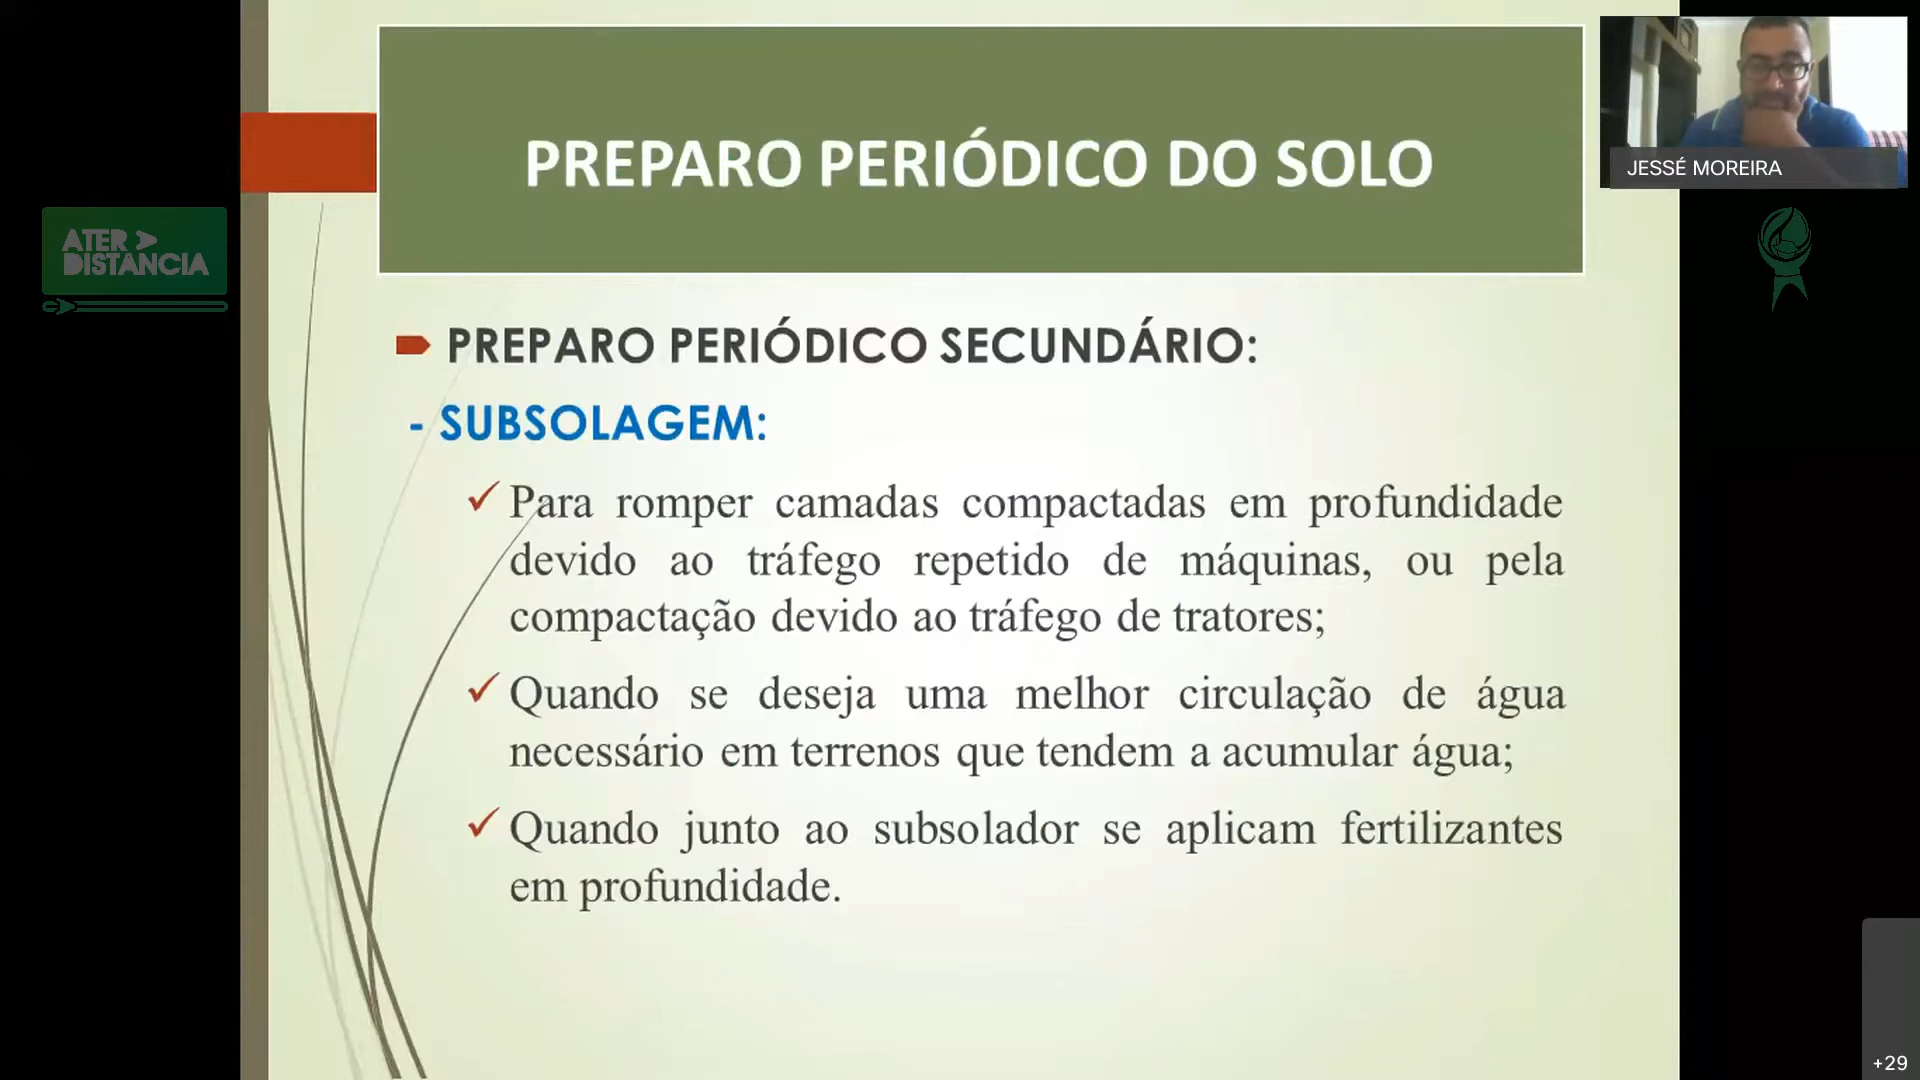 PREPARO PERIÓDICO DO SOLO
JESSÉ MOREIRA
ATER
DISTÂNCIA
PREPARO PERIÓDICO SECUNDÁRIO:
- SUBSOLAGEM:
Para romper camadas compactadas em profundidade
devido ao tráfego repetido de máquinas, ou pela
compactação devido ao tráfego de tratores;
Quando se deseja uma melhor circulação de água
necessário em terrenos que tendem a acumular água;
Quando junto ao subsolador se aplicam fertilizantes
em profundidade.
+29